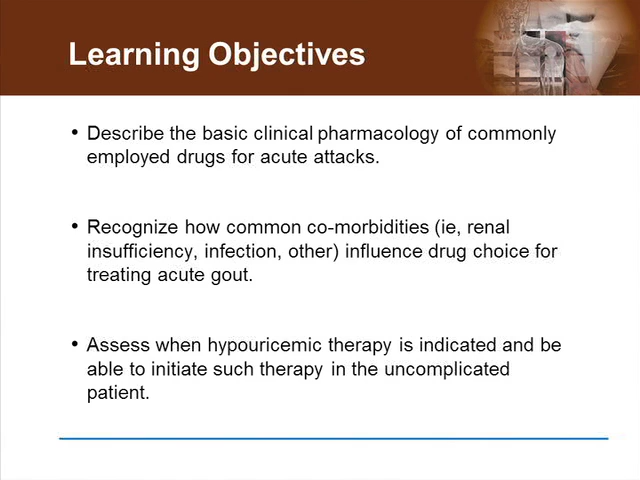 Learning Objectives
• Describe the basic clinical pharmacology of commonly
employed drugs for acute attacks.
• Recognize how common co-morbidities (ie, renal
insufficiency, infection, other) influence drug choice for
treating acute gout.
• Assess when hypouricemic therapy is indicated and be
able to initiate such therapy in the uncomplicated
patient.